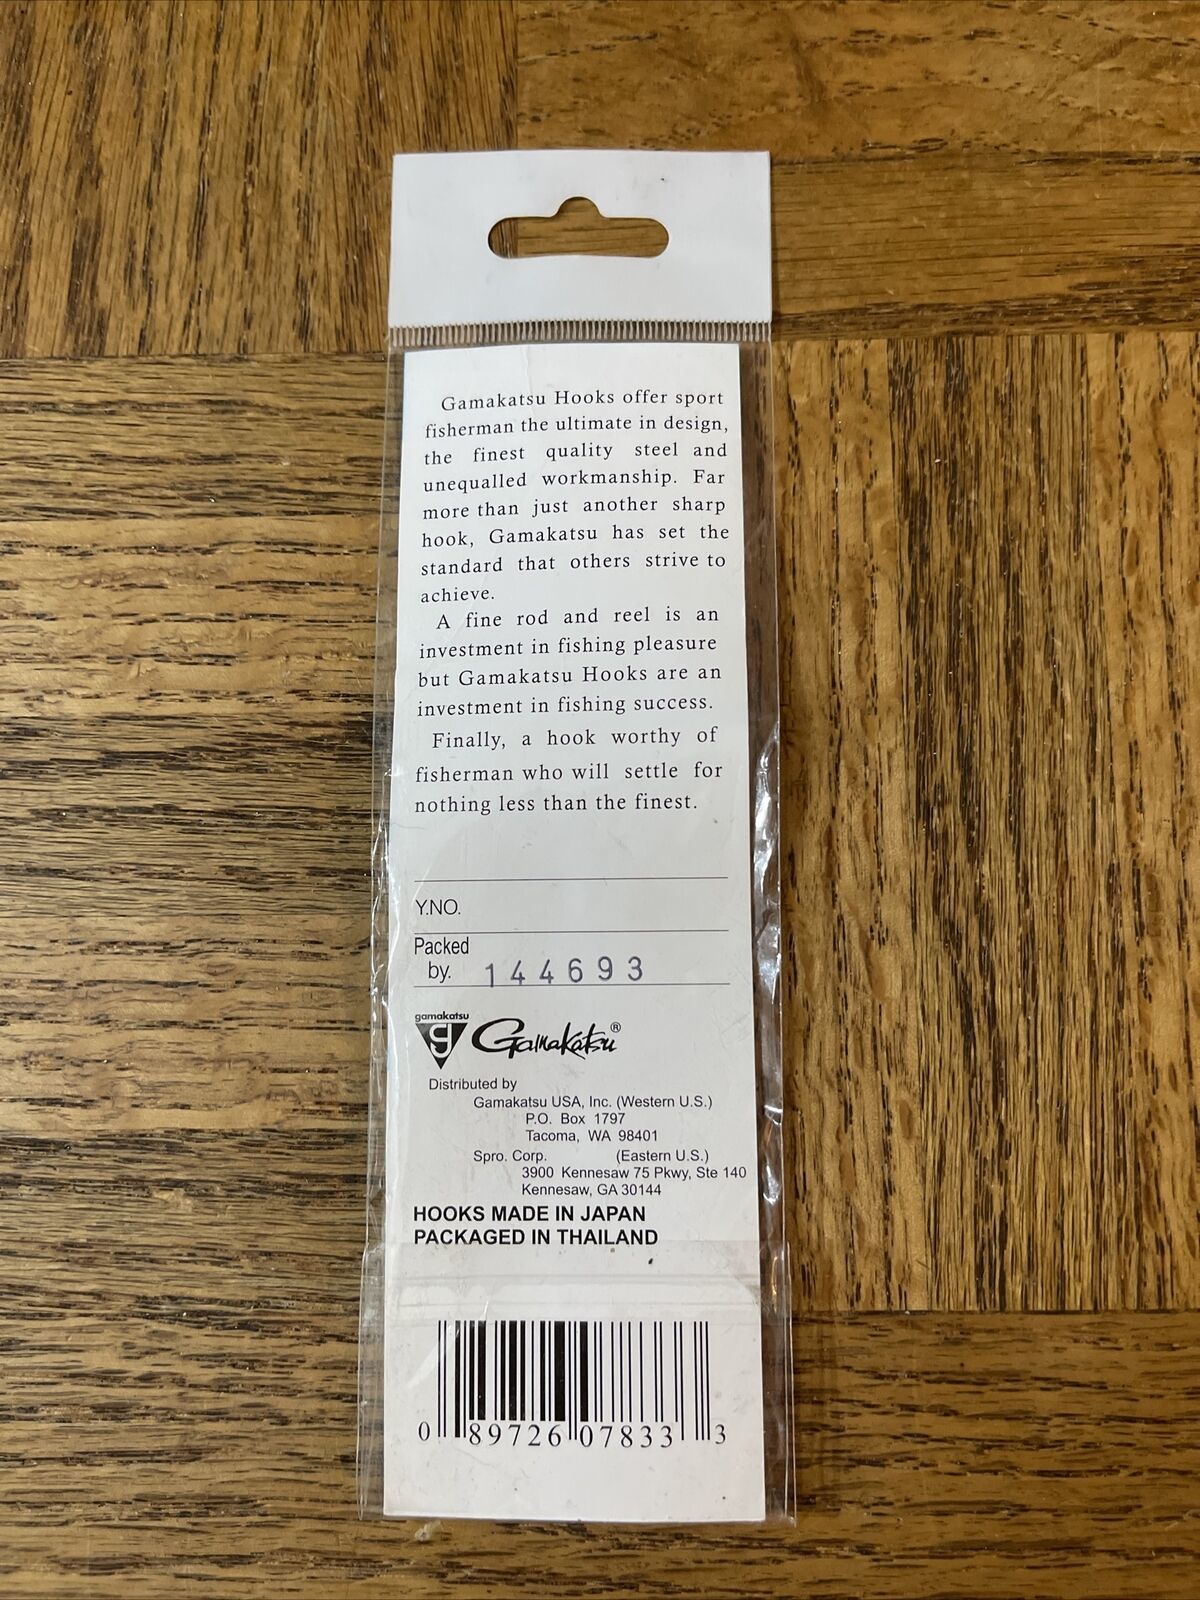 Gamakatsu Hooks offer sport
fisherman the ultimate in design,
the finest quality steel and
unequalled workmanship. Far
more than just another sharp
hook, Gamakatsu has set the
standard that others strive to
achieve.
A fine rod and reel is an
investment in fishing pleasure
but Gamakatsu Hooks are an
investment in fishing success.
Finally, a hook worthy of
fisherman who will settle for
nothing less than the finest.
Y.NO.
Packed
by. 144693
gamakatsu
g Gamakatsu®
Distributed by
Gamakatsu USA, Inc. (Western U.S.)
P.O. Box 1797
Tacoma, WA 98401
Spro. Corp. (Eastern U.S.)
3900 Kennesaw 75 Pkwy, Ste 140
Kennesaw, GA 30144
HOOKS MADE IN JAPAN
PACKAGED IN THAILAND
0 89726 07833 3